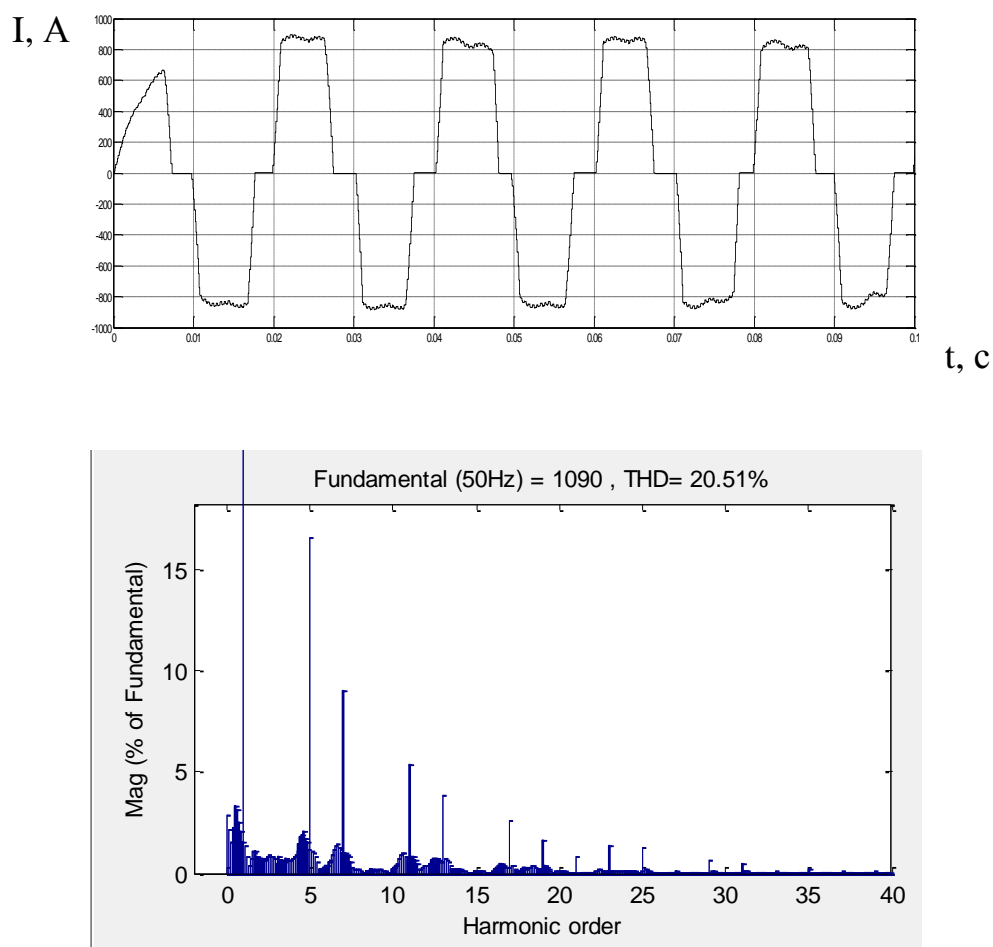 I, A
1000
800
600
400
200
0
-200
-400
-600
-800
-1000
0 0.01 0.02 0.03 0.04 0.05 0.06 0.07 0.08 0.09 0.1
t, c
Fundamental (50Hz) = 1090 , THD= 20.51%
Mag (% of Fundamental)
15
10
5
0
0 5 10 15 20 25 30 35 40
Harmonic order